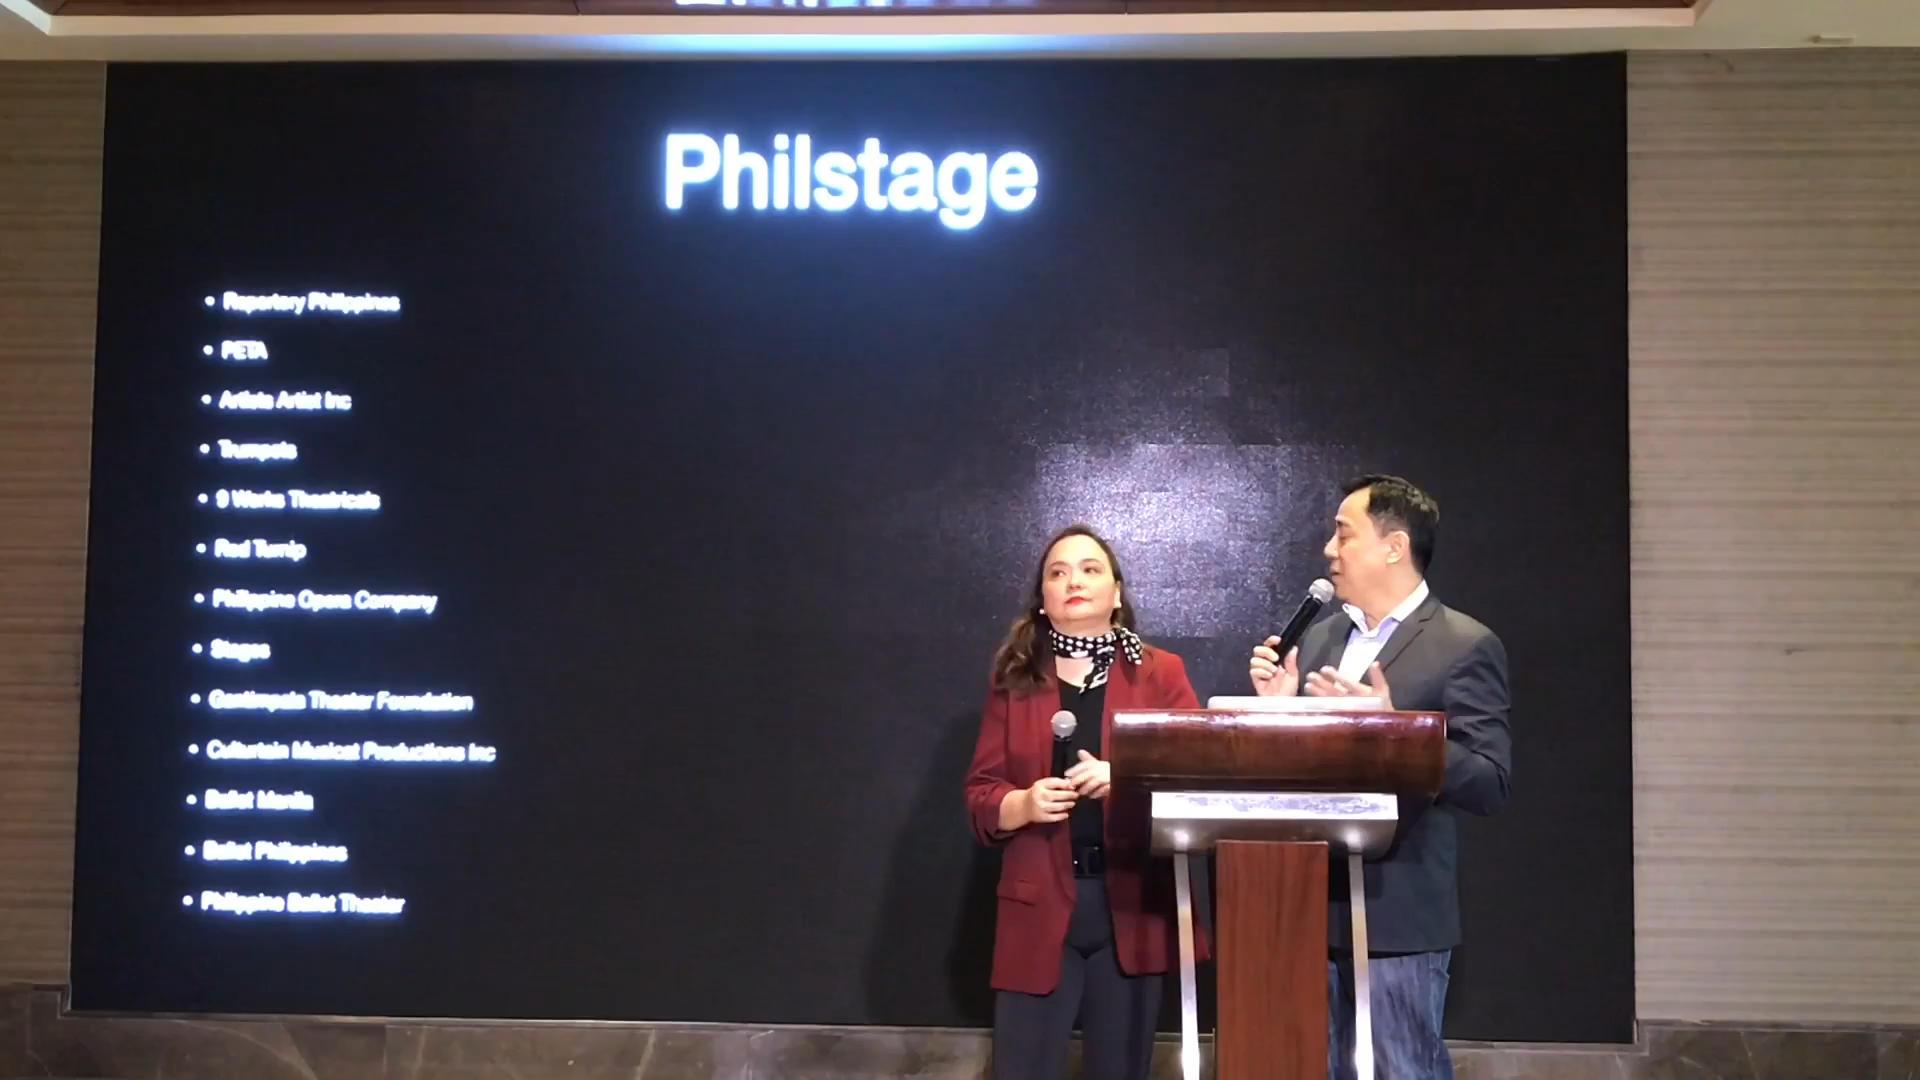 Philstage
• Repertory Philippines
• PETA
• Artists Artist Inc
• Trumpets
• 9 Works Theatricals
• Red Turnip
• Philippine Opera Company
• Stages
• Gantimpala Theater Foundation
• Culturtain Musicat Productions Inc
• Ballet Manila
• Ballet Philippines
• Philippine Ballet Theater